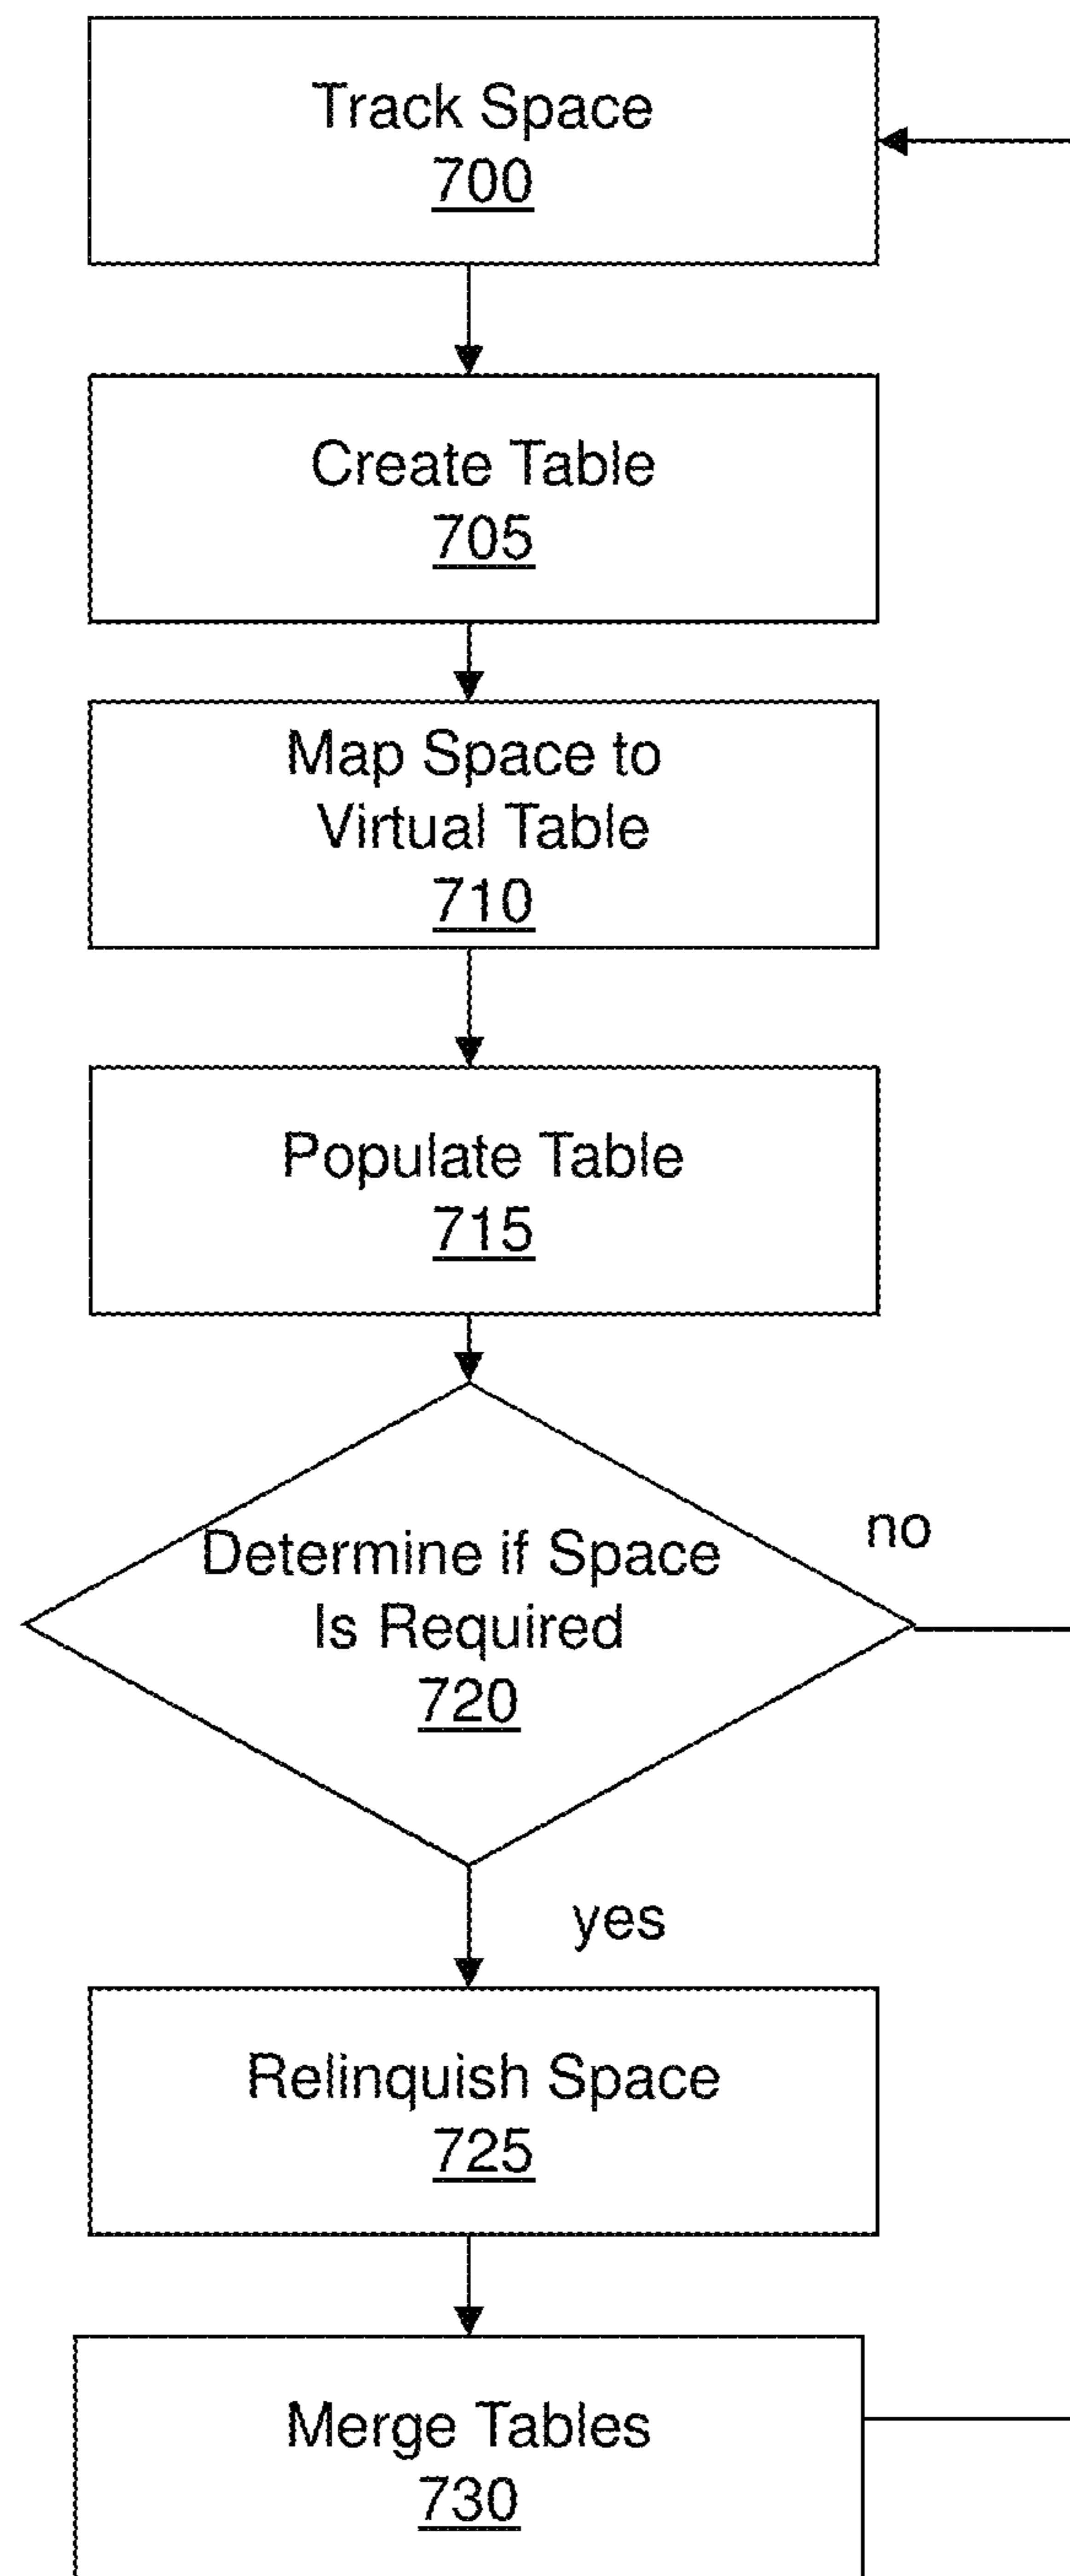 Track Space
700
Create Table
705
Map Space to
Virtual Table
710
Populate Table
715
Determine if Space
Is Required
720
no
yes
Relinquish Space
725
Merge Tables
730